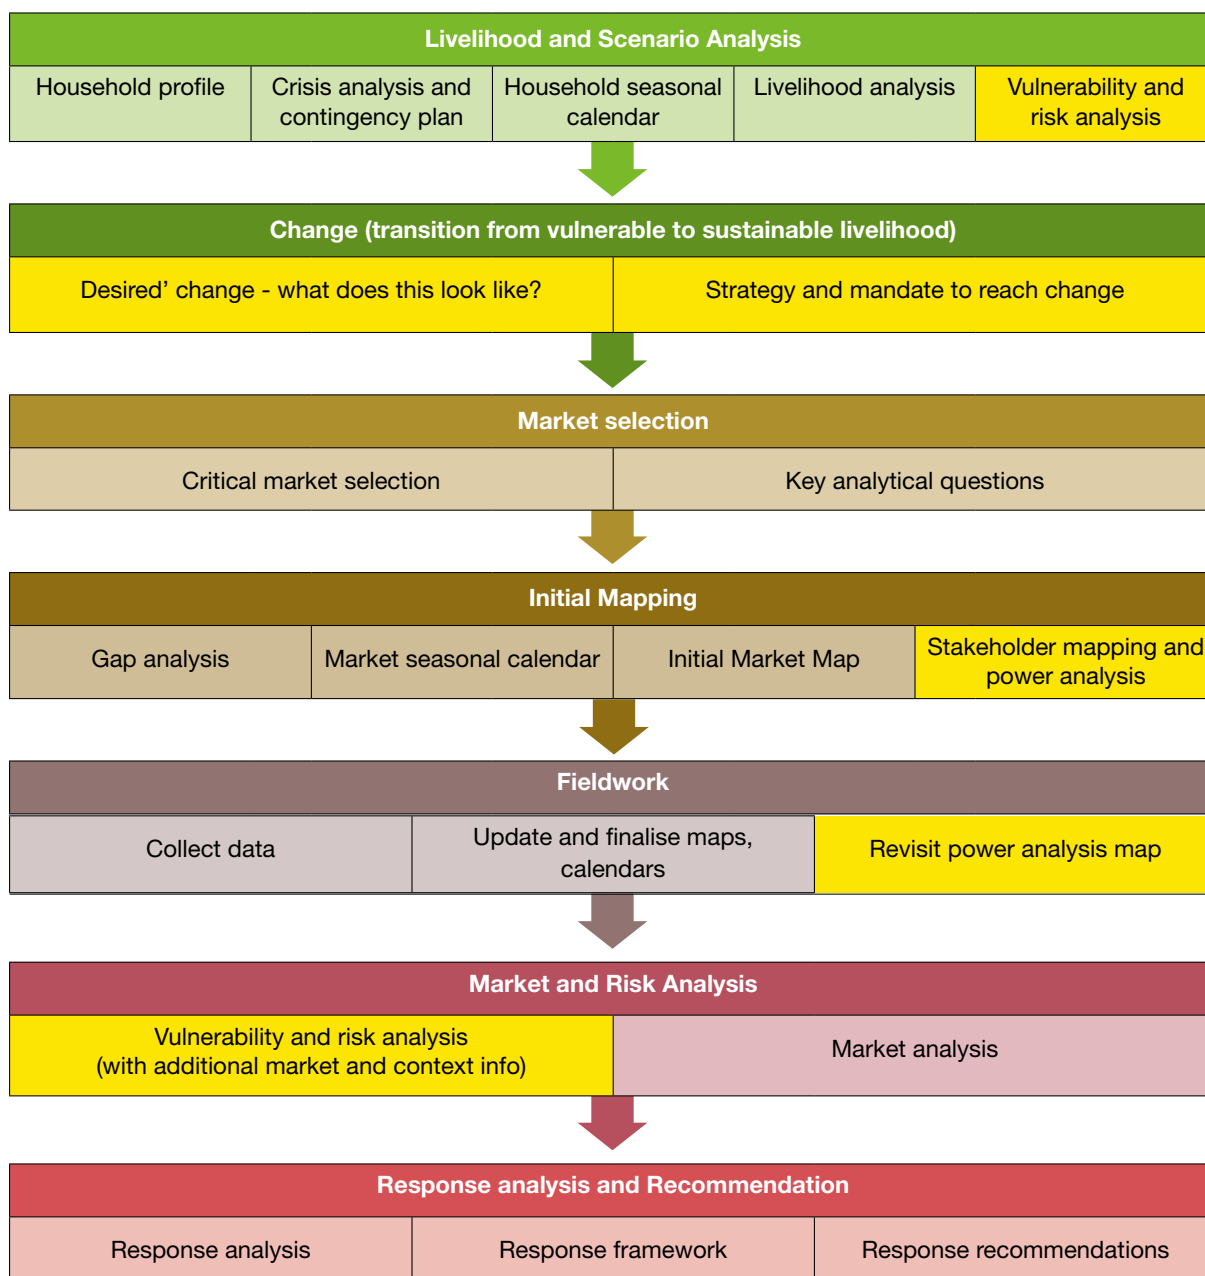 Livelihood and Scenario Analysis
Household profile
Crisis analysis and
contingency plan
Household seasonal
calendar
Livelihood analysis
Vulnerability and
risk analysis
Change (transition from vulnerable to sustainable livelihood)
Desired’ change - what does this look like?
Strategy and mandate to reach change
Market selection
Critical market selection
Key analytical questions
Initial Mapping
Gap analysis
Market seasonal calendar
Initial Market Map
Stakeholder mapping and
power analysis
Fieldwork
Collect data
Update and finalise maps,
calendars
Revisit power analysis map
Market and Risk Analysis
Vulnerability and risk analysis
(with additional market and context info)
Market analysis
Response analysis and Recommendation
Response analysis
Response framework
Response recommendations